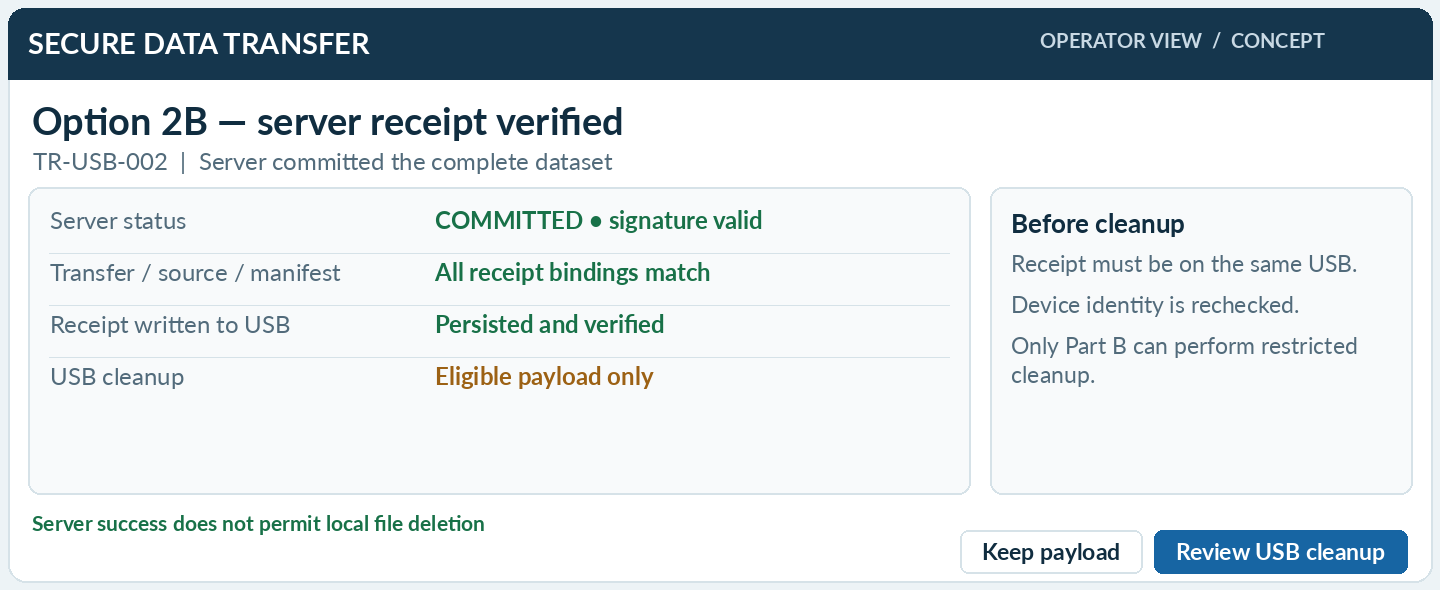 SECURE DATA TRANSFER
OPERATOR VIEW / CONCEPT
Option 2B — server receipt verified
TR-USB-002 | Server committed the complete dataset
Server status COMMITTED • signature valid
Transfer / source / manifest All receipt bindings match
Receipt written to USB Persisted and verified
USB cleanup Eligible payload only
Before cleanup
Receipt must be on the same USB.
Device identity is rechecked.
Only Part B can perform restricted
cleanup.
Server success does not permit local file deletion
Keep payload
Review USB cleanup